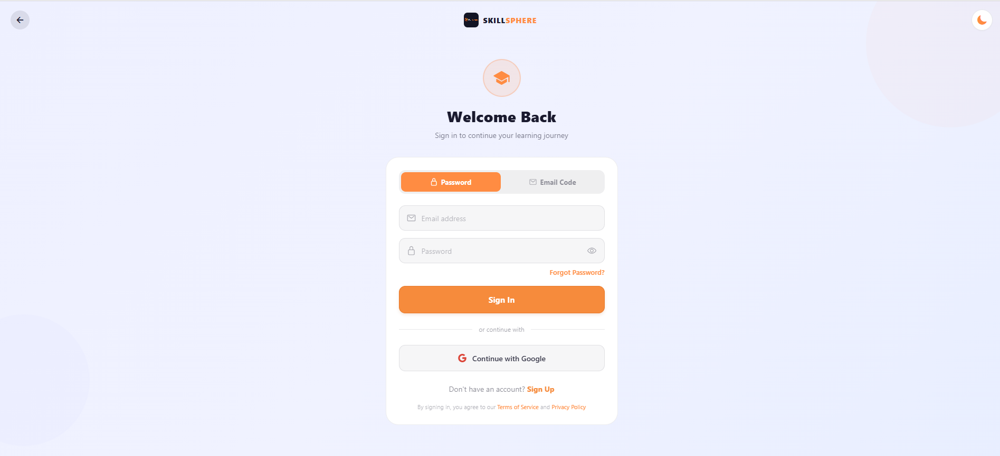 SKILLSPHERE
Welcome Back
Sign in to continue your learning journey
Password
Email Code
Email address
Password
Forgot Password?
Sign In
or continue with
Continue with Google
Don't have an account? Sign Up
By signing in, you agree to our Terms of Service and Privacy Policy